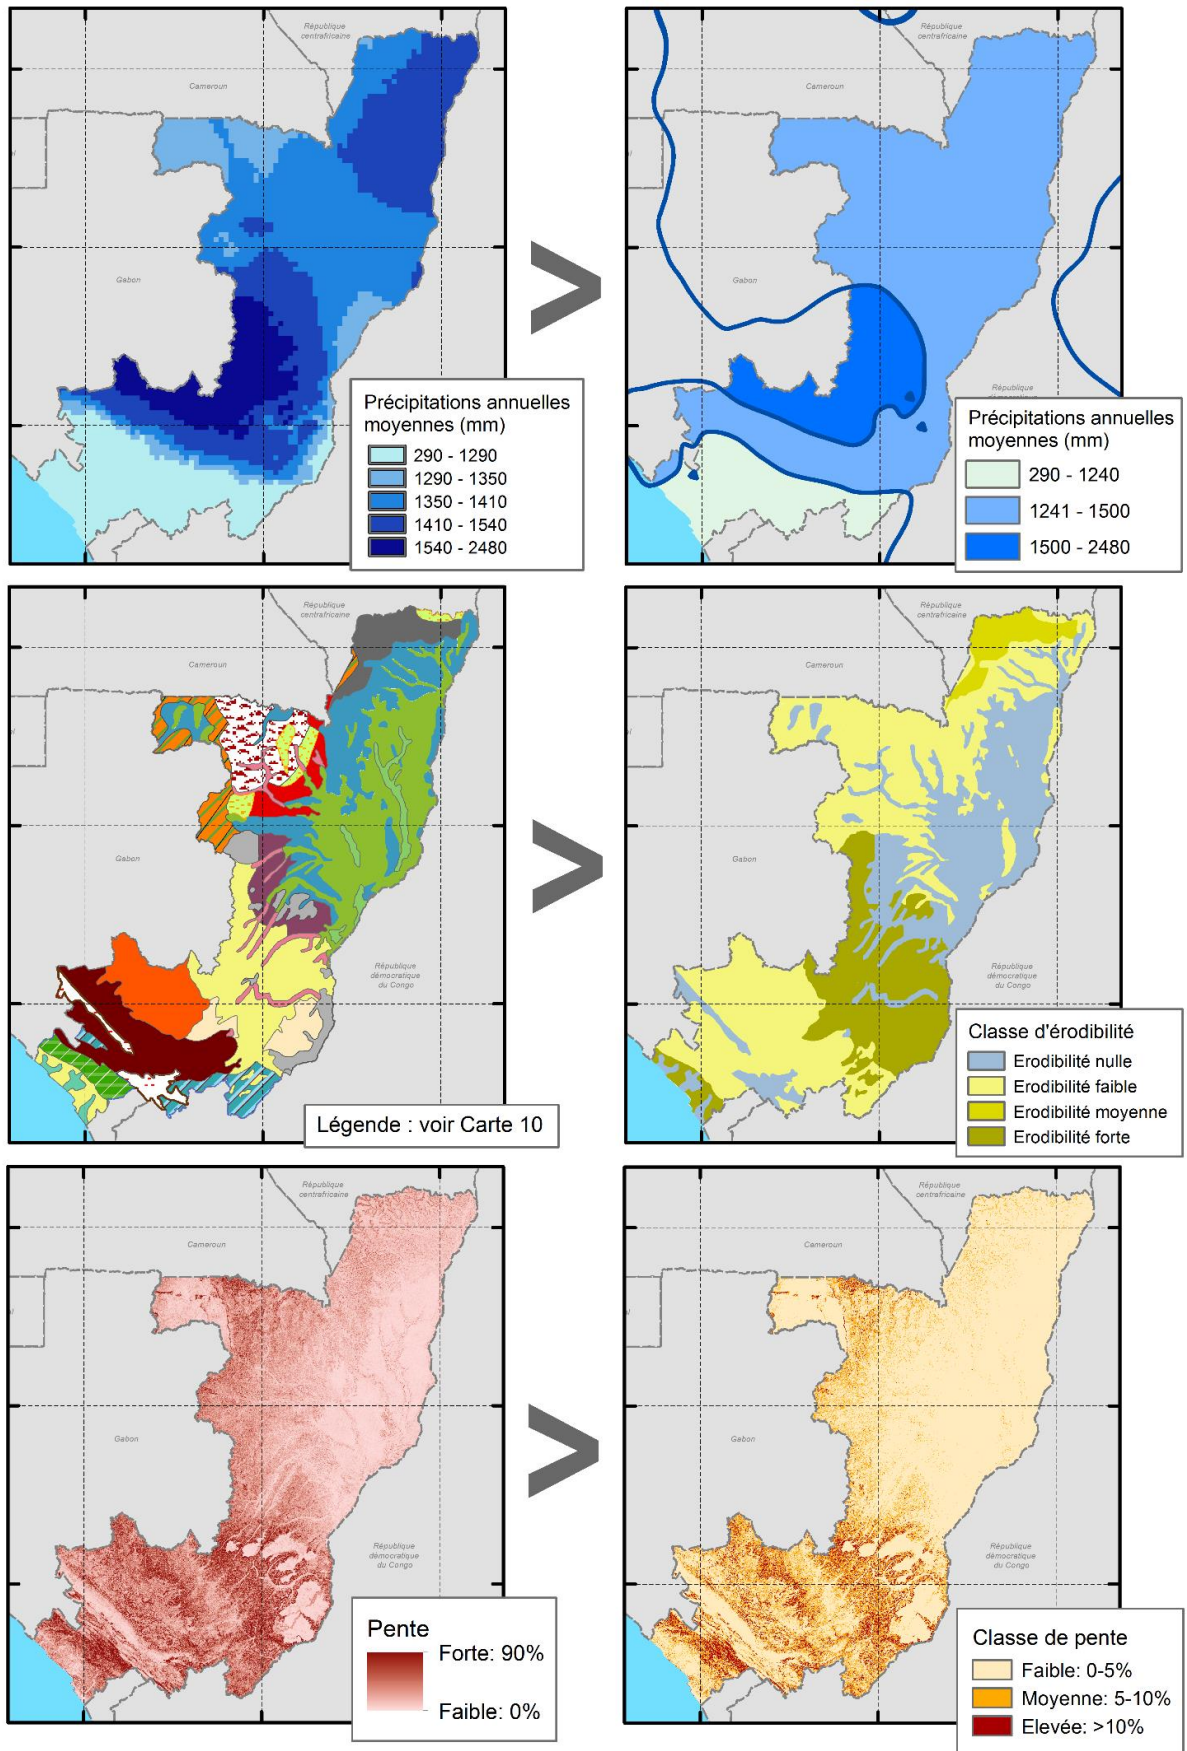 République
centrafricaine
Cameroun
Gabon
Précipitations annuelles
moyennes (mm)
290 - 1290
1290 - 1350
1350 - 1410
1410 - 1540
1540 - 2480
>
République
centrafricaine
Cameroun
Gabon
République
démocratique
Précipitations annuelles
moyennes (mm)
290 - 1240
1241 - 1500
1500 - 2480
République
centrafricaine
Cameroun
Gabon
République
démocratique
du Congo
Légende : voir Carte 10
>
République
centrafricaine
Cameroun
Gabon
République
démocratique
du Congo
Classe d'érodibilité
Erodibilité nulle
Erodibilité faible
Erodibilité moyenne
Erodibilité forte
République
centrafricaine
Cameroun
Gabon
République
démocratique
du Congo
Pente
Forte: 90%
Faible: 0%
>
République
centrafricaine
Cameroun
Gabon
République
démocratique
du Congo
Classe de pente
Faible: 0-5%
Moyenne: 5-10%
Elevée: >10%